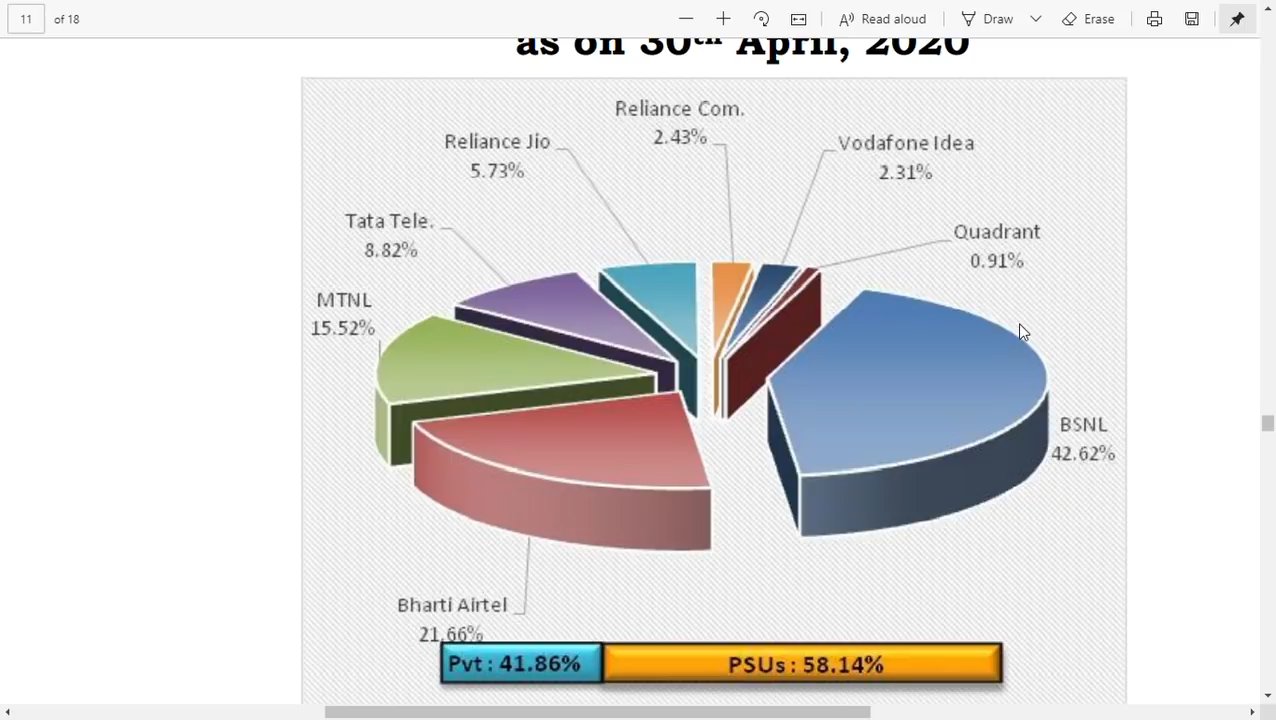 11 of 18
Read aloud
Draw
Erase
as on 30th April, 2020
Reliance Com.
2.43%
Reliance Jio
5.73%
Vodafone Idea
2.31%
Tata Tele.
8.82%
Quadrant
0.91%
MTNL
15.52%
BSNL
42.62%
Bharti Airtel
21.66%
Pvt : 41.86% PSUs : 58.14%